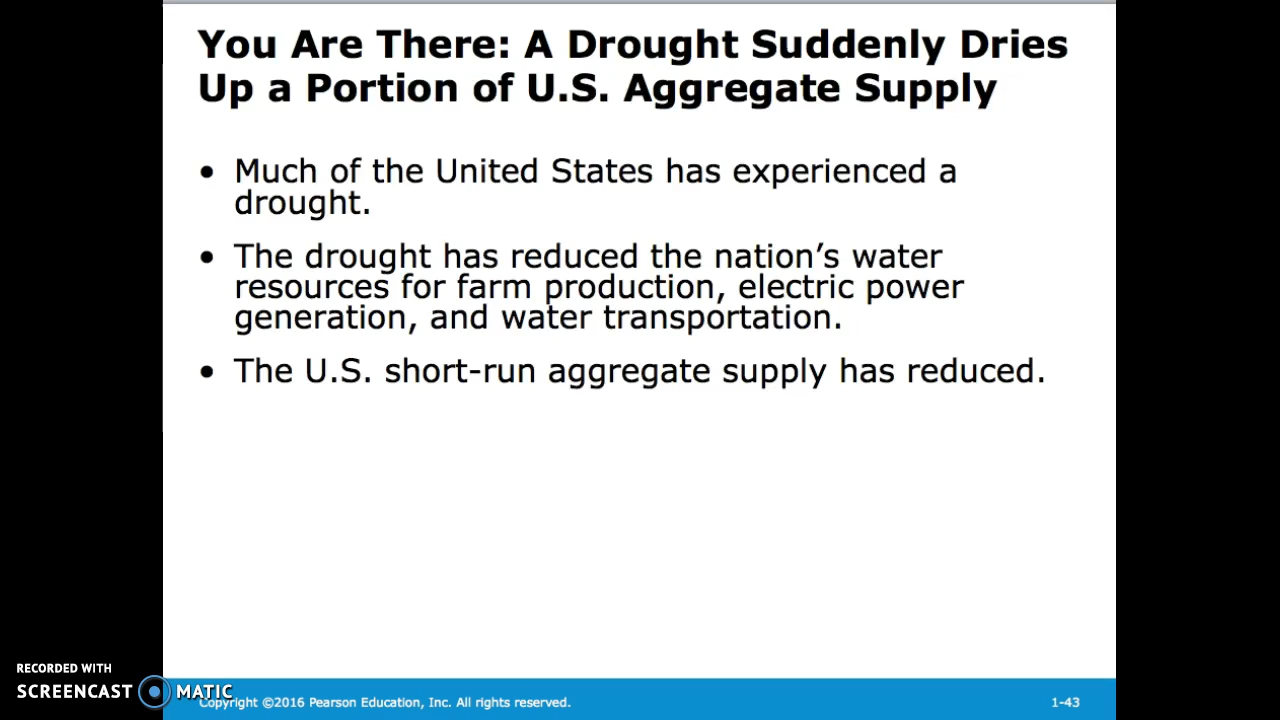 You Are There: A Drought Suddenly Dries
Up a Portion of U.S. Aggregate Supply
• Much of the United States has experienced a
drought.
• The drought has reduced the nation’s water
resources for farm production, electric power
generation, and water transportation.
• The U.S. short-run aggregate supply has reduced.
RECORDED WITH
SCREENCAST MATIC
Copyright ©2016 Pearson Education, Inc. All rights reserved.
1-43